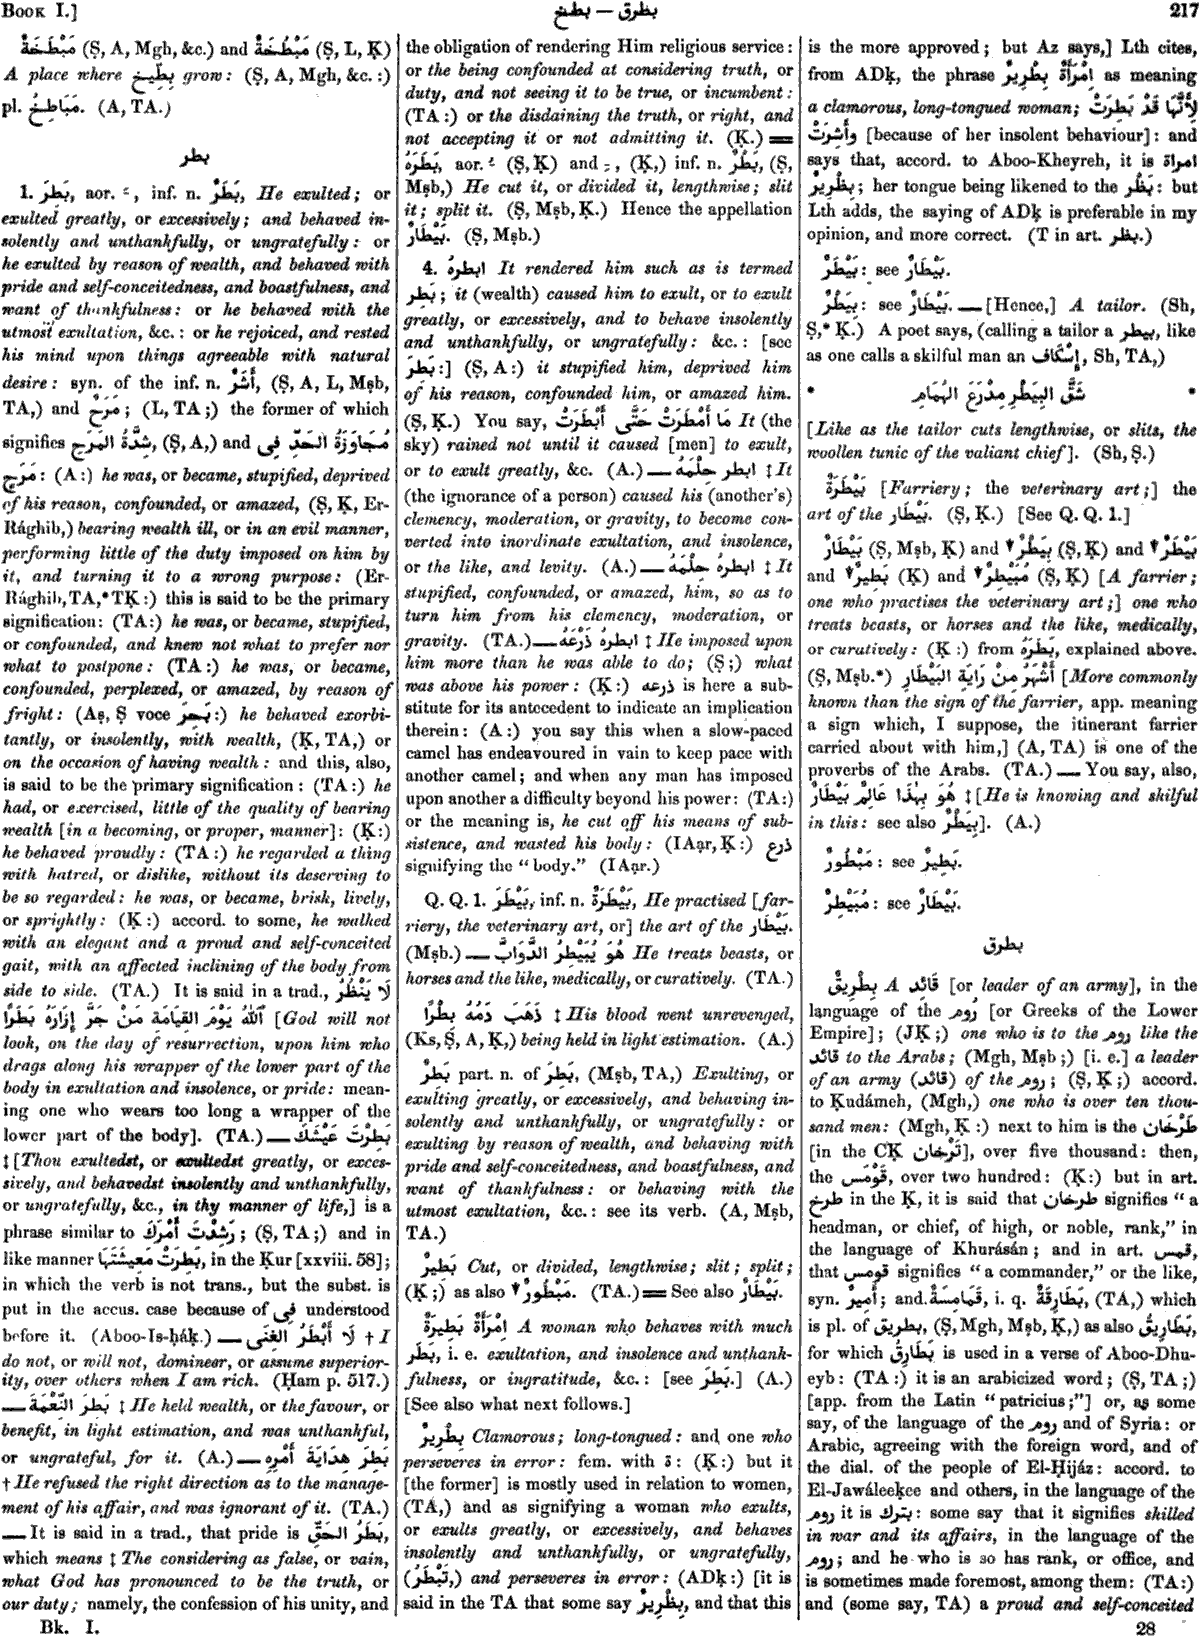 BOOK I.]
بطخ — بطرق
217
مَبْطَخَةٌ (Ṣ, A, Mgh, &c.) and مَبْطُخَةٌ (Ṣ, L, Ḳ)
A place where بِطِّيخ grow: (Ṣ, A, Mgh, &c.:)
pl. مَبَاطِخُ. (A, TA.)
بطر
1. بَطِرَ, aor. ـَ, inf. n. بَطَرٌ, He exulted; or
exulted greatly, or excessively; and behaved in-
solently and unthankfully, or ungratefully: or
he exulted by reason of wealth, and behaved with
pride and self-conceitedness, and boastfulness, and
want of thankfulness: or he behaved with the
utmost exultation, &c.: or he rejoiced, and rested
his mind upon things agreeable with natural
desire: syn. of the inf. n. أَشَرٌ, (Ṣ, A, L, Mṣb,
TA,) and مَرَحٌ; (L, TA;) the former of which
signifies شِدَّةُ المَرَحِ, (Ṣ, A,) and مُجَاوَزَةُ الحَدِّ فِى
مَرَحٍ: (A:) he was, or became, stupified, deprived
of his reason, confounded, or amazed, (Ṣ, Ḳ, Er-
Rághib,) bearing wealth ill, or in an evil manner,
performing little of the duty imposed on him by
it, and turning it to a wrong purpose: (Er-
Rághib, TA,* TḲ:) this is said to be the primary
signification: (TA:) he was, or became, stupified,
or confounded, and knew not what to prefer nor
what to postpone: (TA:) he was, or became,
confounded, perplexed, or amazed, by reason of
fright: (Aṣ, Ṣ voce بَحِرَ:) he behaved exorbi-
tantly, or insolently, with wealth, (Ḳ, TA,) or
on the occasion of having wealth: and this, also,
is said to be the primary signification: (TA:) he
had, or exercised, little of the quality of bearing
wealth [in a becoming, or proper, manner]: (Ḳ:)
he behaved proudly: (TA:) he regarded a thing
with hatred, or dislike, without its deserving to
be so regarded: he was, or became, brisk, lively,
or sprightly: (Ḳ:) accord. to some, he walked
with an elegant and a proud and self-conceited
gait, with an affected inclining of the body from
side to side. (TA.) It is said in a trad., لَا يَنْظُرُ
ٱللّٰهُ يَوْمَ القِيَامَةِ مَنْ جَرَّ إِزَارَهُ بَطَرًا [God will not
look, on the day of resurrection, upon him who
drags along his wrapper of the lower part of the
body in exultation and insolence, or pride: mean-
ing one who wears too long a wrapper of the
lower part of the body]. (TA.) — بَطِرْتَ عَيْشَكَ
‡ [Thou exultedst, or exultedst greatly, or exces-
sively, and behavedst insolently and unthankfully,
or ungratefully, &c., in thy manner of life,] is a
phrase similar to رَشِدْتَ أَمْرَكَ; (Ṣ, TA;) and in
like manner بَطِرَتْ مَعِيشَتَهَا, in the Ḳur [xxviii. 58];
in which the verb is not trans., but the subst. is
put in the accus. case because of فِى understood
before it. (Aboo-Is-ḥáḳ.) — لَا أَبْطَرُ الغِنَى † I
do not, or will not, domineer, or assume superior-
ity, over others when I am rich. (Ḥam p. 517.)
— بَطِرَ النِّعْمَةَ ‡ He held wealth, or the favour, or
benefit, in light estimation, and was unthankful,
or ungrateful, for it. (A.) — بَطِرَ هِدَايَةَ أَمْرِهِ
† He refused the right direction as to the manage-
ment of his affair, and was ignorant of it. (TA.)
— It is said in a trad., that pride is بَطَرُ الحَقِّ,
which means ‡ The considering as false, or vain,
what God has pronounced to be the truth, or
our duty; namely, the confession of his unity, and
the obligation of rendering Him religious service:
or the being confounded at considering truth, or
duty, and not seeing it to be true, or incumbent:
(TA:) or the disdaining the truth, or right, and
not accepting it or not admitting it. (Ḳ.) =
بَطَرَهُ, aor. ـُ (Ṣ, Ḳ) and ـِ, (Ḳ,) inf. n. بَطْرٌ, (Ṣ,
Mṣb,) He cut it, or divided it, lengthwise; slit
it; split it. (Ṣ, Mṣb, Ḳ.) Hence the appellation
بَيْطَارٌ. (Ṣ, Mṣb.)
4. ابطرهُ It rendered him such as is termed
بَطِر; it (wealth) caused him to exult, or to exult
greatly, or excessively, and to behave insolently
and unthankfully, or ungratefully: &c.: [see
بَطِرَ:] (Ṣ, A:) it stupified him, deprived him
of his reason, confounded him, or amazed him.
(Ṣ, Ḳ.) You say, مَا أَمْطَرَتْ حَتَّى أَبْطَرَتْ It (the
sky) rained not until it caused [men] to exult,
or to exult greatly, &c. (A.) — ابطر حِلْمَهُ ‡ It
(the ignorance of a person) caused his (another's)
clemency, moderation, or gravity, to become con-
verted into inordinate exultation, and insolence,
or the like, and levity. (A.) — ابطرهُ حِلْمَهُ ‡ It
stupified, confounded, or amazed, him, so as to
turn him from his clemency, moderation, or
gravity. (TA.) — ابطرهُ ذَرْعَهُ ‡ He imposed upon
him more than he was able to do; (Ṣ;) what
was above his power: (Ḳ:) ذرعه is here a sub-
stitute for its antecedent to indicate an implication
therein: (A:) you say this when a slow-paced
camel has endeavoured in vain to keep pace with
another camel; and when any man has imposed
upon another a difficulty beyond his power: (TA:)
or the meaning is, he cut off his means of sub-
sistence, and wasted his body: (IAạr, Ḳ:) ذرع
signifying the "body." (IAạr.)
Q. Q. 1. بَيْطَرَ, inf. n. بَيْطَرَةٌ, He practised [far-
riery, the veterinary art, or] the art of the بَيْطَار.
(Mṣb.) — هُوَ يُبَيْطِرُ الدَّوَابَّ He treats beasts, or
horses and the like, medically, or curatively. (TA.)
ذَهَبَ دَمُهُ بِطْرًا ‡ His blood went unrevenged,
(Ks, Ṣ, A, Ḳ,) being held in light estimation. (A.)
بَطِرٌ part. n. of بَطِرَ, (Mṣb, TA,) Exulting, or
exulting greatly, or excessively, and behaving in-
solently and unthankfully, or ungratefully: or
exulting by reason of wealth, and behaving with
pride and self-conceitedness, and boastfulness, and
want of thankfulness: or behaving with the
utmost exultation, &c.: see its verb. (A, Mṣb,
TA.)
بَطِيرٌ Cut, or divided, lengthwise; slit; split;
(Ḳ;) as also ▼ مَبْطُورٌ. (TA.) = See also بَيْطَارٌ.
اِمْرَأَةٌ بَطِيرَةٌ A woman who behaves with much
بَطَر, i. e. exultation, and insolence and unthank-
fulness, or ingratitude, &c.: [see بَطِرَ.] (A.)
[See also what next follows.]
بِطْرِيرٌ Clamorous; long-tongued: and one who
perseveres in error: fem. with ة: (Ḳ:) but it
[the former] is mostly used in relation to women,
(TA,) and as signifying a woman who exults,
or exults greatly, or excessively, and behaves
insolently and unthankfully, or ungratefully,
(تَبْطَرُ,) and perseveres in error: (ADḳ:) [it is
said in the TA that some say بِظْرِيرٌ, and that this
is the more approved; but Az says,] Lth cites,
from ADḳ, the phrase اِمْرَأَةٌ بِطْرِيرٌ as meaning
a clamorous, long-tongued woman; لِأَنَّهَا قَدْ بَطِرَتْ
وَأَشِرَتْ [because of her insolent behaviour]: and
says that, accord. to Aboo-Kheyreh, it is امراة
بِظْرِيرٌ; her tongue being likened to the بَظْر: but
Lth adds, the saying of ADḳ is preferable in my
opinion, and more correct. (T in art. بظر.)
بَيْطَرٌ: see بَيْطَارٌ.
بِيَطْرٌ: see بَيْطَارٌ. — [Hence,] A tailor. (Sh,
Ṣ,* Ḳ.) A poet says, (calling a tailor a بيطر, like
as one calls a skilful man an إِسْكَاف, Sh, TA,)
* شَقَّ البِيَطْرِ مِدْرَعَ الهُمَامِ *
[Like as the tailor cuts lengthwise, or slits, the
woollen tunic of the valiant chief]. (Sh, Ṣ.)
بَيْطَرَةٌ [Farriery; the veterinary art;] the
art of the بَيْطَار. (Ṣ, Ḳ.) [See Q. Q. 1.]
بَيْطَارٌ (Ṣ, Mṣb, Ḳ) and ▼ بِيَطْرٌ (Ṣ, Ḳ) and ▼ بَيْطَرٌ
and ▼ بَطِيرٌ (Ḳ) and ▼ مُبَيْطِرٌ (Ṣ, Ḳ) [A farrier;
one who practises the veterinary art;] one who
treats beasts, or horses and the like, medically,
or curatively: (Ḳ:) from بَطَرَهُ, explained above.
(Ṣ, Mṣb.*) أَشْهَرُ مِنْ رَايَةِ البَيْطَارِ [More commonly
known than the sign of the farrier, app. meaning
a sign which, I suppose, the itinerant farrier
carried about with him,] (A, TA) is one of the
proverbs of the Arabs. (TA.) — You say, also,
هُوَ بِهٰذَا عَالِمٌ بَيْطَارٌ ‡ [He is knowing and skilful
in this: see also بِيَطْرٌ]. (A.)
مَبْطُورٌ: see بَطِيرٌ.
مُبَيْطِرٌ: see بَيْطَارٌ.
بطرق
بِطْرِيقٌ A قَائِد [or leader of an army], in the
language of the رُوم [or Greeks of the Lower
Empire]; (JḲ;) one who is to the روم like the
قائد to the Arabs; (Mgh, Mṣb;) [i. e.] a leader
of an army (قائد) of the روم; (Ṣ, Ḳ;) accord.
to Ḳudámeh, (Mgh,) one who is over ten thou-
sand men: (Mgh, Ḳ:) next to him is the طَرْخَان
[in the CḲ تَرْخان], over five thousand: then,
the قَوْمَس, over two hundred: (Ḳ:) but in art.
طرخ in the Ḳ, it is said that طرخان signifies "a
headman, or chief, of high, or noble, rank," in
the language of Khurásán; and in art. قمس,
that قومس signifies "a commander," or the like,
syn. أَمِيرٌ; and قَمَامِسَةٌ, i. q. بَطَارِقَةٌ, (TA,) which
is pl. of بطريق, (Ṣ, Mgh, Mṣb, Ḳ,) as also بَطَارِيقُ,
for which بَطَارِق is used in a verse of Aboo-Dhu-
eyb: (TA:) it is an arabicized word; (Ṣ, TA;)
[app. from the Latin "patricius;"] or, as some
say, of the language of the روم and of Syria: or
Arabic, agreeing with the foreign word, and of
the dial. of the people of El-Ḥijáz: accord. to
El-Jawáleeḳee and others, in the language of the
روم it is بترك: some say that it signifies skilled
in war and its affairs, in the language of the
روم; and he who is so has rank, or office, and
is sometimes made foremost, among them: (TA:)
and (some say, TA) a proud and self-conceited
Bk. I.
28